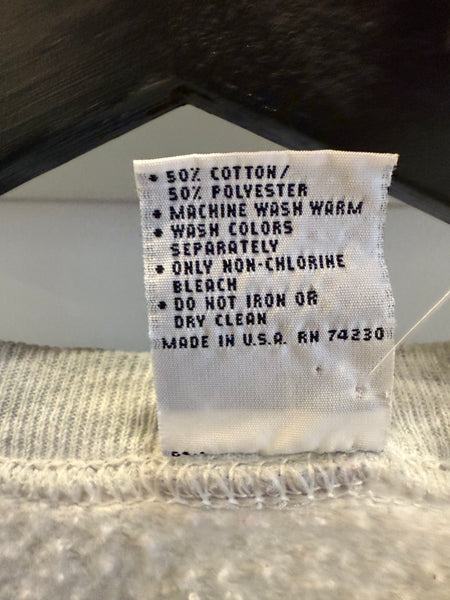 • 50% COTTON/
50% POLYESTER
• MACHINE WASH WARM
• WASH COLORS
SEPARATELY
• ONLY NON-CHLORINE
BLEACH
• DO NOT IRON OR
DRY CLEAN
MADE IN U.S.A. RN 74230